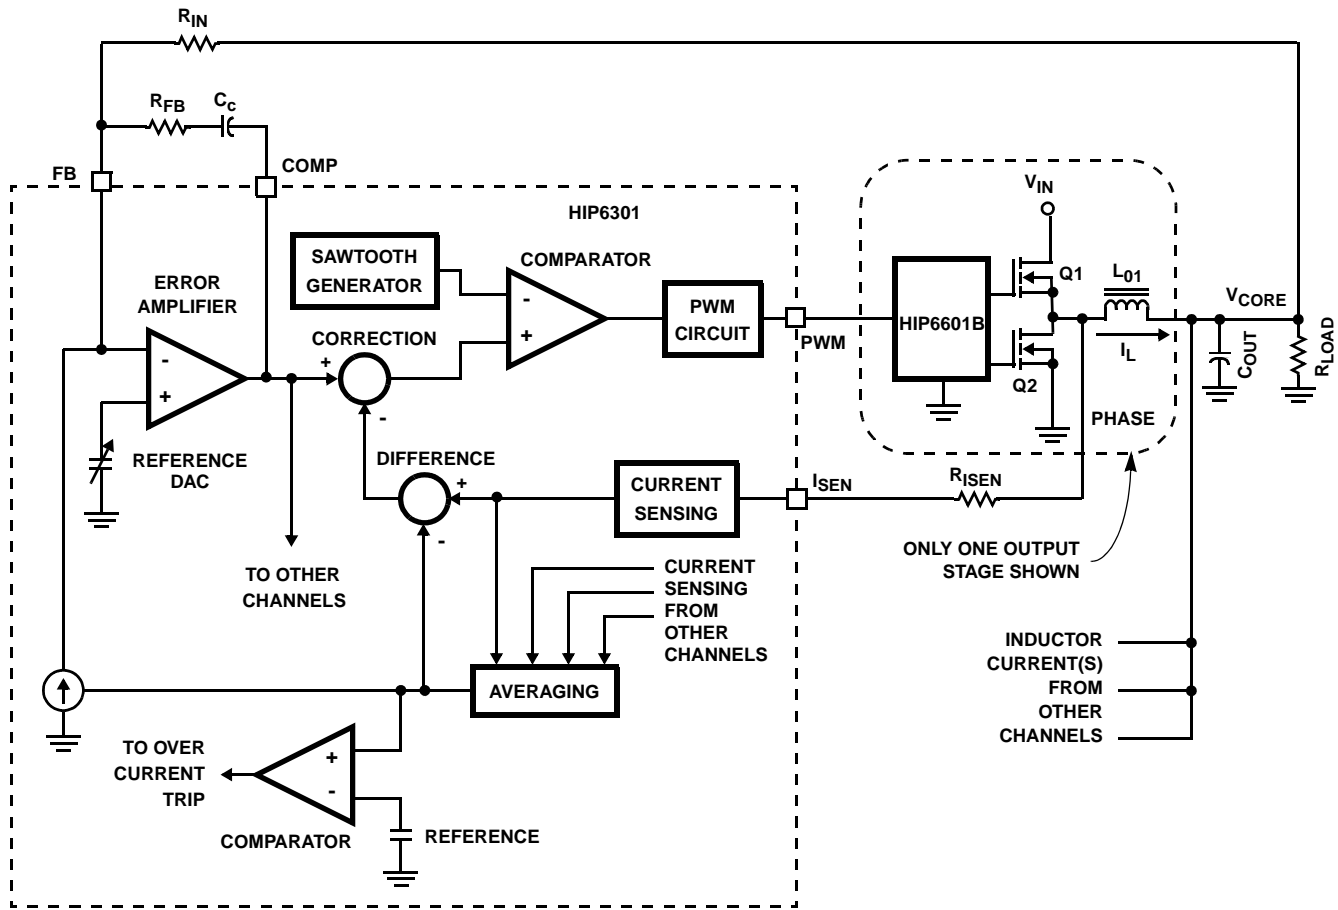 RIN
RFB
Cc
FB
COMP
HIP6301
VIN
SAWTOOTH
GENERATOR
COMPARATOR
-
+
PWM
CIRCUIT
PWM
HIP6601B
Q1
Q2
L01
IL
VCORE
COUT
RLOAD
PHASE
ERROR
AMPLIFIER
-
+
CORRECTION
+
-
REFERENCE
DAC
DIFFERENCE
+
-
CURRENT
SENSING
ISEN
RISEN
ONLY ONE OUTPUT
STAGE SHOWN
TO OTHER
CHANNELS
CURRENT
SENSING
FROM
OTHER
CHANNELS
AVERAGING
INDUCTOR
CURRENT(S)
FROM
OTHER
CHANNELS
TO OVER
CURRENT
TRIP
+
-
COMPARATOR
REFERENCE